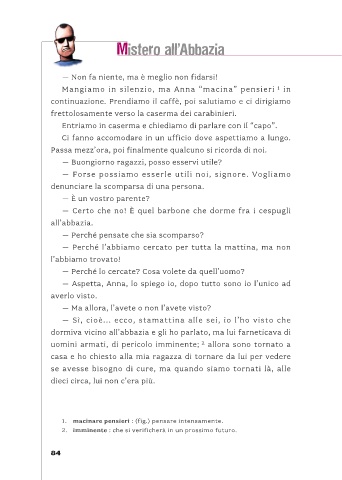 Mistero all'Abbazia
— Non fa niente, ma è meglio non fidarsi!
Mangiamo in silenzio, ma Anna "macina" pensieri ¹ in
continuazione. Prendiamo il caffè, poi salutiamo e ci dirigiamo
frettolosamente verso la caserma dei carabinieri.
Entriamo in caserma e chiediamo di parlare con il "capo".
Ci fanno accomodare in un ufficio dove aspettiamo a lungo.
Passa mezz'ora, poi finalmente qualcuno si ricorda di noi.
— Buongiorno ragazzi, posso esservi utile?
— Forse possiamo esserle utili noi, signore. Vogliamo
denunciare la scomparsa di una persona.
— È un vostro parente?
— Certo che no! È quel barbone che dorme fra i cespugli
all'abbazia.
— Perché pensate che sia scomparso?
— Perché l'abbiamo cercato per tutta la mattina, ma non
l'abbiamo trovato!
— Perché lo cercate? Cosa volete da quell'uomo?
— Aspetta, Anna, lo spiego io, dopo tutto sono io l'unico ad
averlo visto.
— Ma allora, l'avete o non l'avete visto?
— Sì, cioè... ecco, stamattina alle sei, io l'ho visto che
dormiva vicino all'abbazia e gli ho parlato, ma lui farneticava di
uomini armati, di pericolo imminente; ² allora sono tornato a
casa e ho chiesto alla mia ragazza di tornare da lui per vedere
se avesse bisogno di cure, ma quando siamo tornati là, alle
dieci circa, lui non c'era più.
1. macinare pensieri : (fig.) pensare intensamente.
2. imminente : che si verificherà in un prossimo futuro.
84